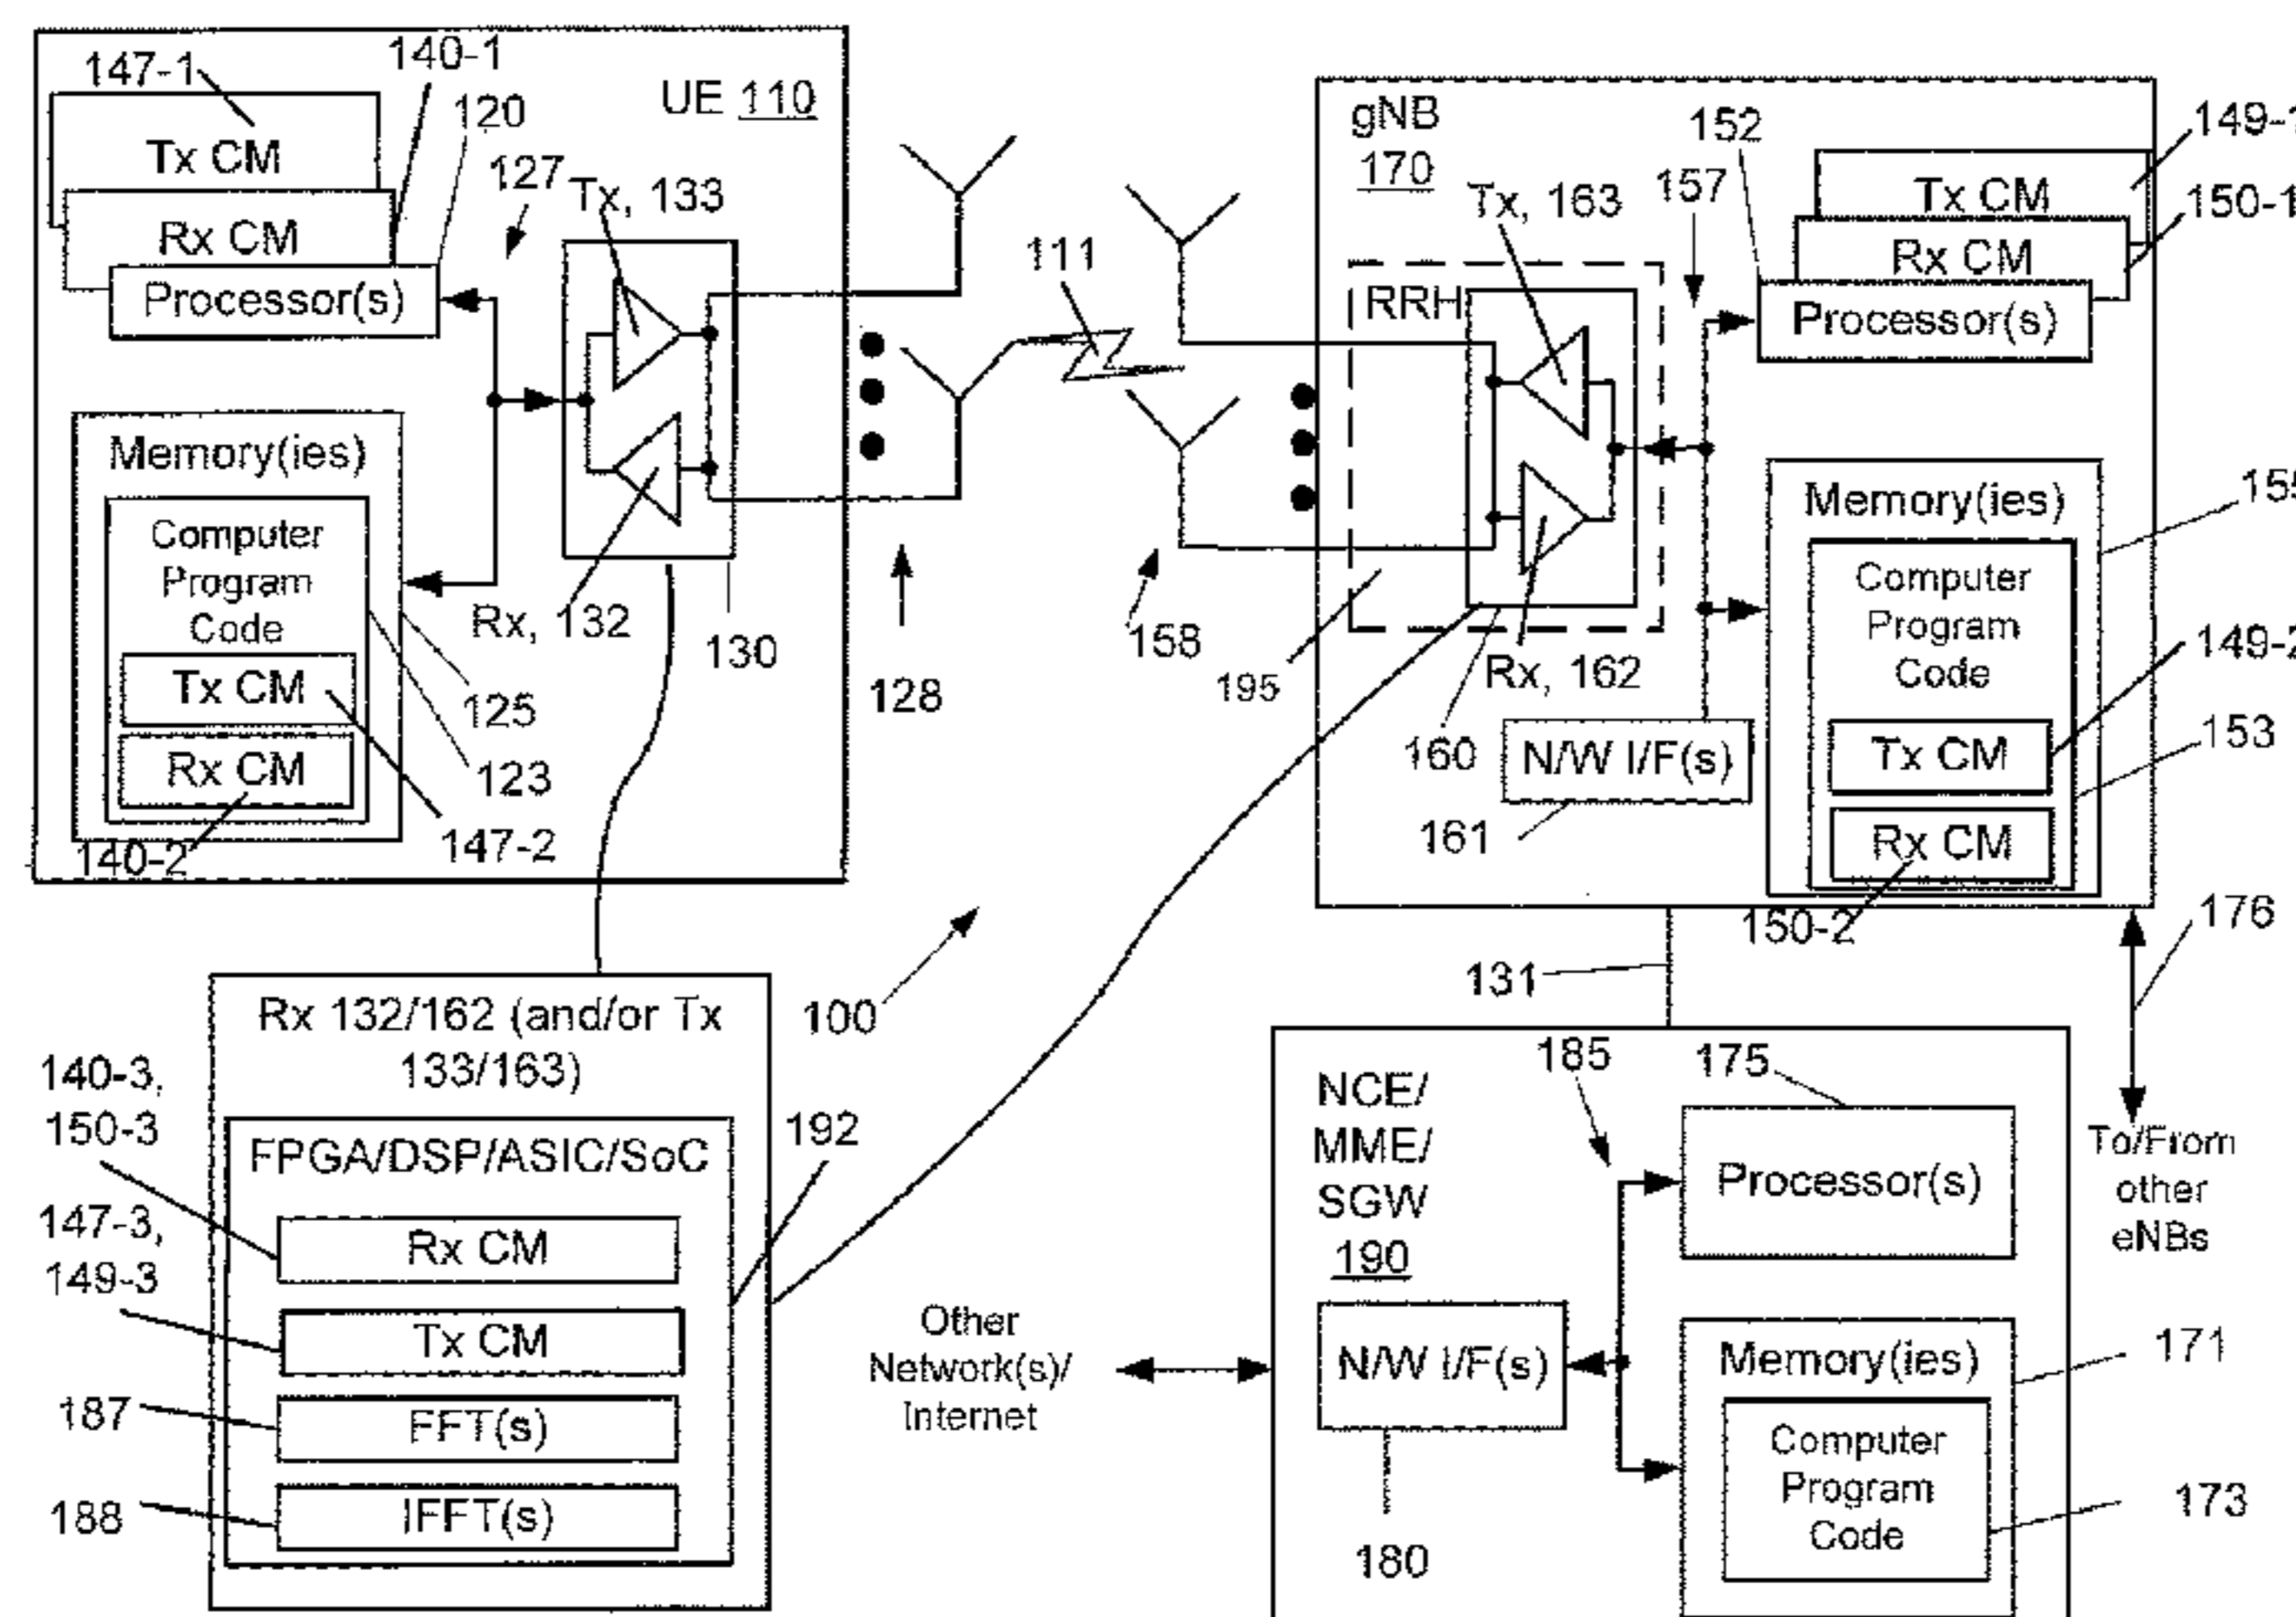 147-1
140-1
120
UE 110
Tx CM
Rx CM
Processor(s)
127
Tx, 133
Memory(ies)
Computer
Program
Code
Tx CM
Rx CM
Rx, 132
130
125
123
147-2
140-2
128
111
158
gNB
170
152
157
Tx, 163
RRH
149-1
150-1
Tx CM
Rx CM
Processor(s)
Memory(ies)
Computer
Program
Code
Tx CM
Rx CM
149-2
153
150-2
195
Rx, 162
160
N/W I/F(s)
161
131
176
100
Rx 132/162 (and/or Tx
133/163)
140-3,
150-3
147-3,
149-3
FPGA/DSP/ASIC/SoC
192
Rx CM
Tx CM
187
FFT(s)
188
IFFT(s)
Other
Network(s)/
Internet
NCE/
MME/
SGW
190
185
175
Processor(s)
N/W I/F(s)
180
Memory(ies)
171
Computer
Program
Code
173
To/From
other
eNBs